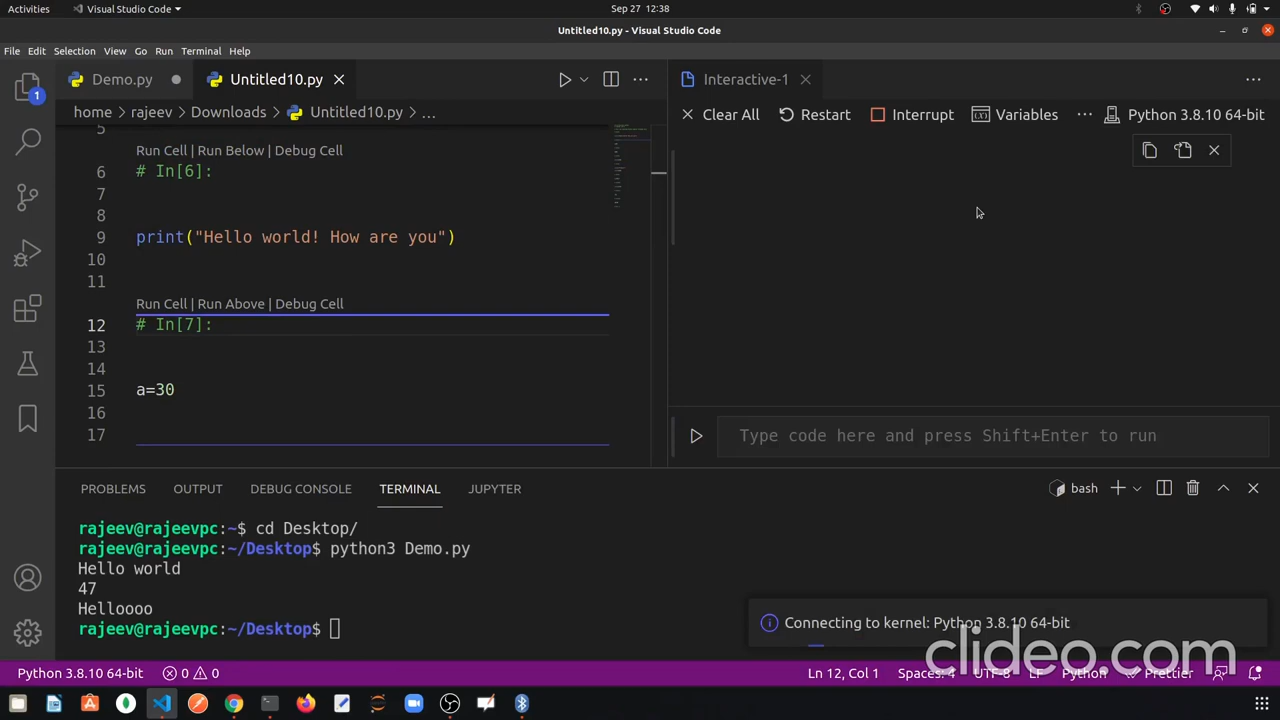 Activities
Visual Studio Code
Sep 27 12:38
Untitled10.py - Visual Studio Code
File Edit Selection View Go Run Terminal Help
1
Demo.py
Untitled10.py
Interactive-1
home > rajeev > Downloads > Untitled10.py > ...
Clear All Restart Interrupt Variables ... Python 3.8.10 64-bit
5
Run Cell | Run Below | Debug Cell
6 # In[6]:
7
8
9 print("Hello world! How are you")
10
11
Run Cell | Run Above | Debug Cell
12 # In[7]:
13
14
15 a=30
16
17
Type code here and press Shift+Enter to run
PROBLEMS OUTPUT DEBUG CONSOLE TERMINAL JUPYTER
bash
rajeev@rajeevpc:~$ cd Desktop/
rajeev@rajeevpc:~/Desktop$ python3 Demo.py
Hello world
47
Helloooo
rajeev@rajeevpc:~/Desktop$
Connecting to kernel: Python 3.8.10 64-bit
clideo.com
Python 3.8.10 64-bit 0 0 Ln 12, Col 1 Spaces: 4 UTF-8 LF Python Prettier